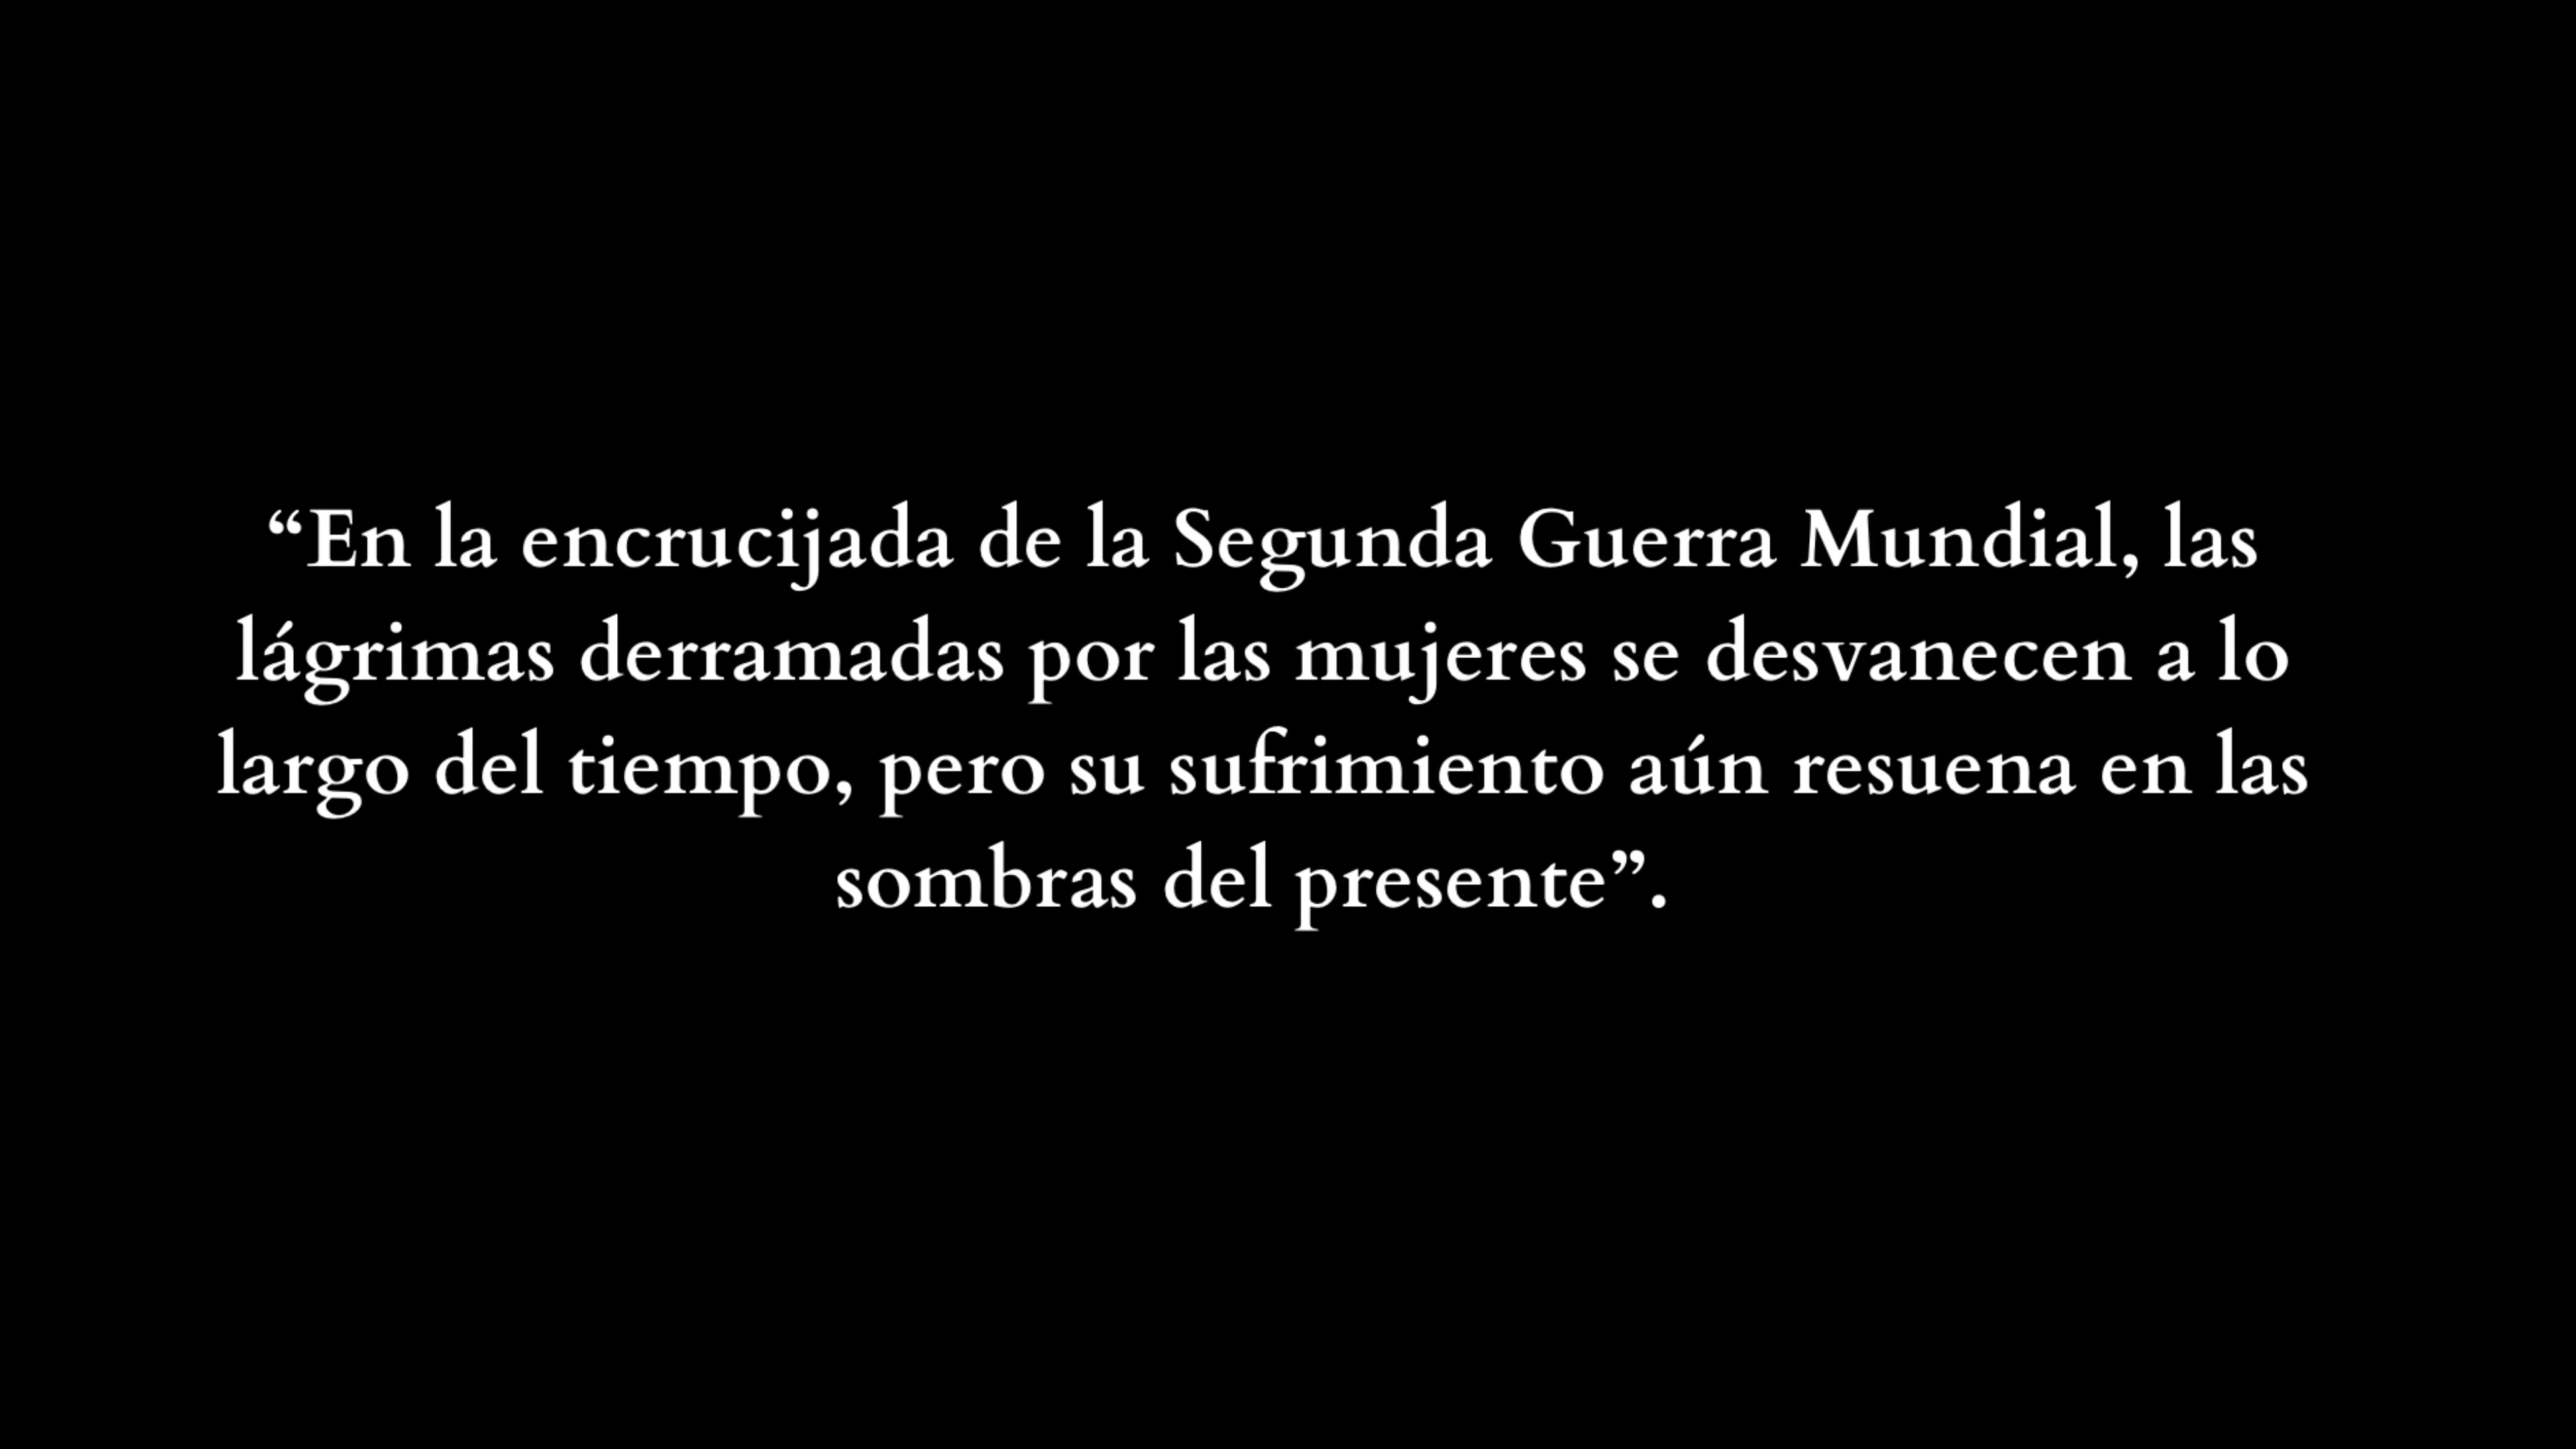 “En la encrucijada de la Segunda Guerra Mundial, las
lágrimas derramadas por las mujeres se desvanecen a lo
largo del tiempo, pero su sufrimiento aún resuena en las
sombras del presente”.